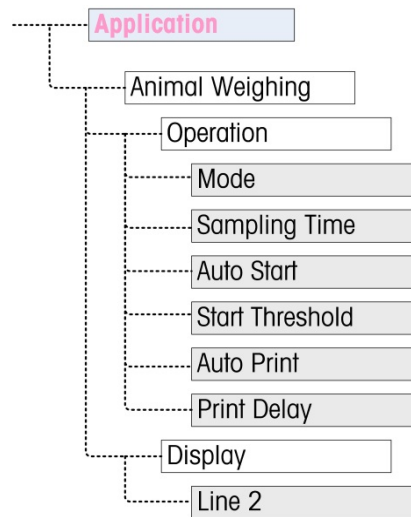 Application
Animal Weighing
Operation
Mode
Sampling Time
Auto Start
Start Threshold
Auto Print
Print Delay
Display
Line 2